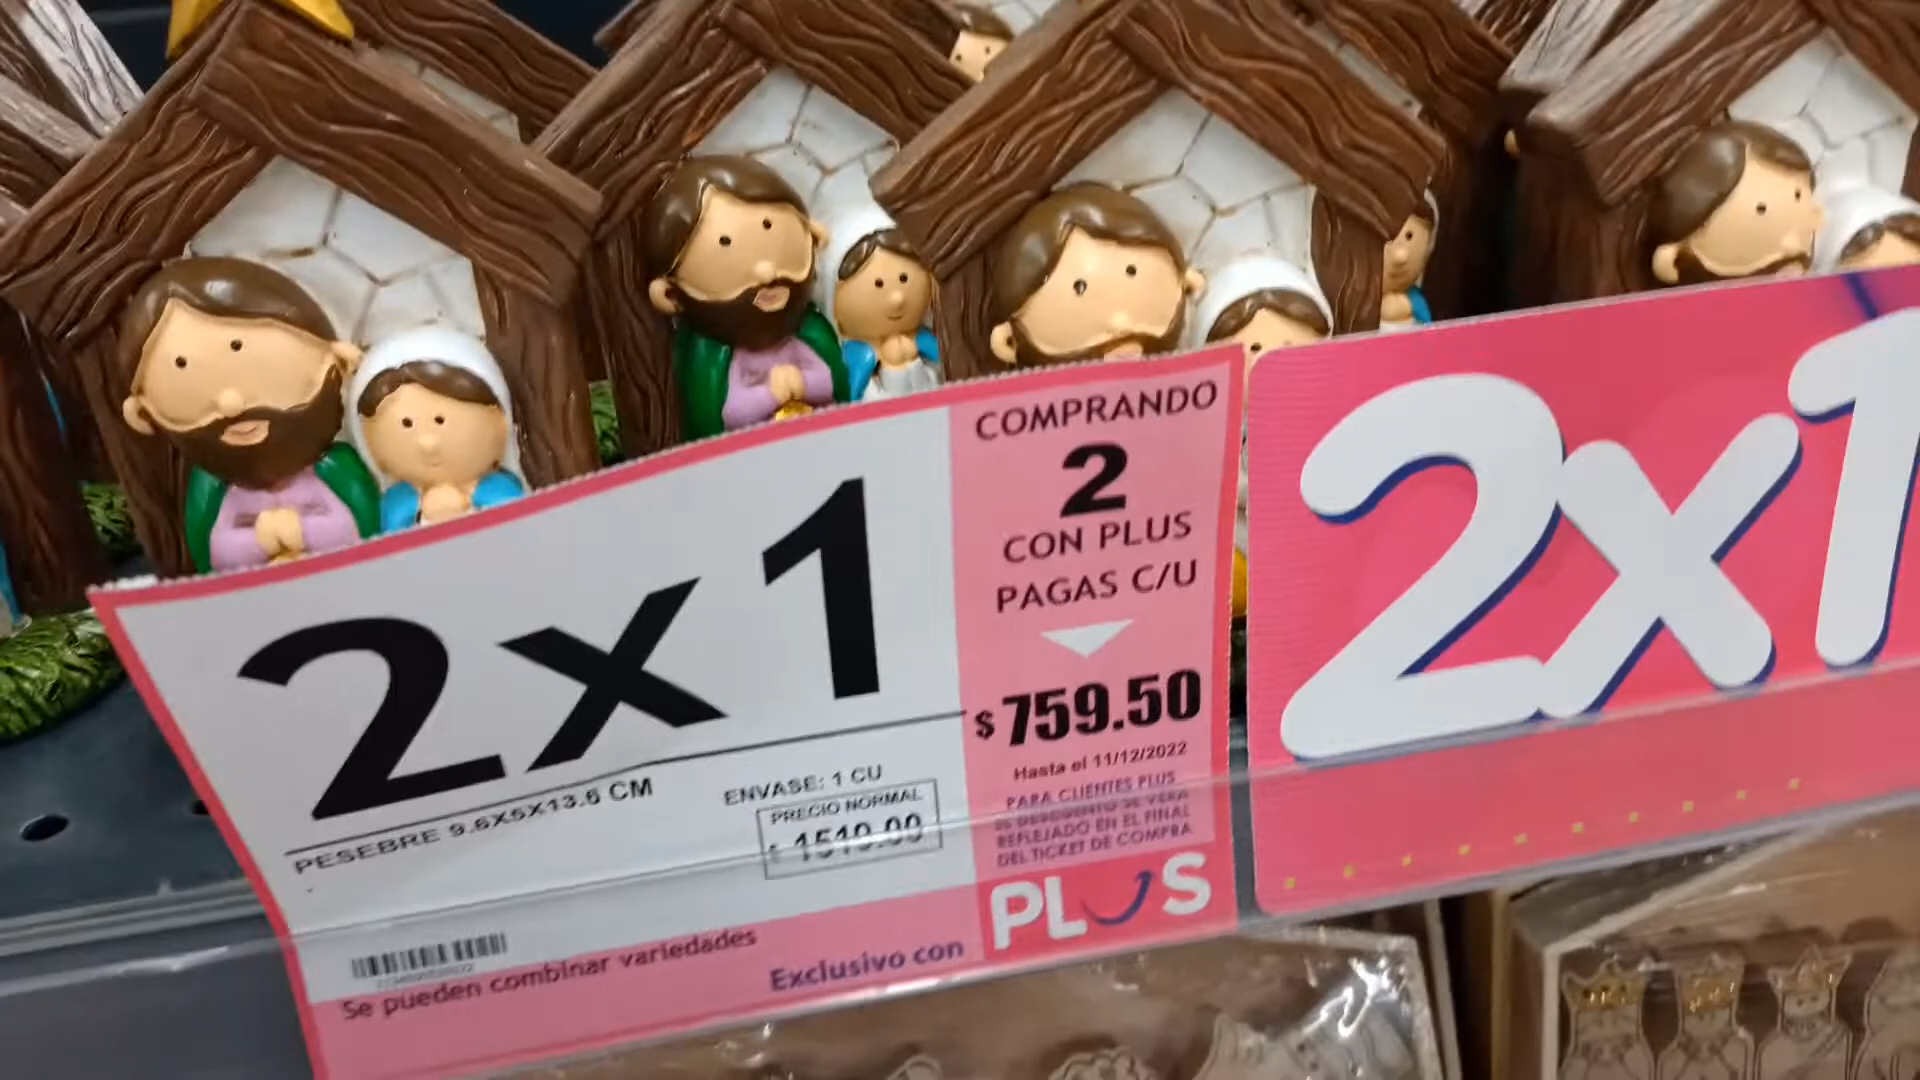 2x1
PESEBRE 9.6X5X13.6 CM
ENVASE: 1 CU
PRECIO NORMAL
$ 1519.00
Se pueden combinar variedades
Exclusivo con
COMPRANDO
2
CON PLUS
PAGAS C/U
$759.50
Hasta el 11/12/2022
PARA CLIENTES PLUS
EL DESCUENTO SE VERA
REFLEJADO EN EL FINAL
DEL TICKET DE COMPRA
PLUS
2x1